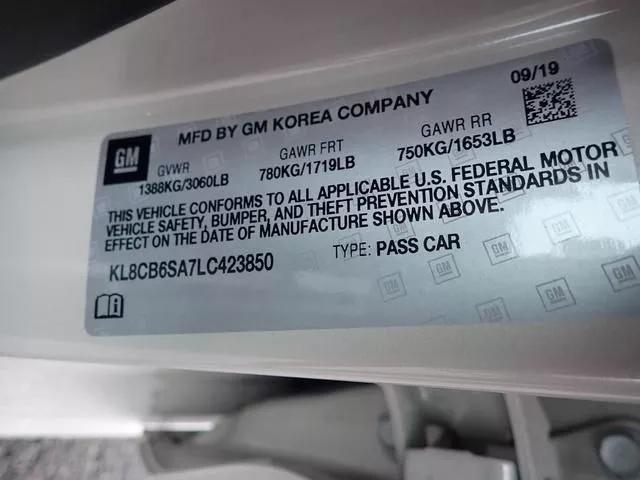 09/19
MFD BY GM KOREA COMPANY
GM
GVWR
1388KG/3060LB
GAWR FRT
780KG/1719LB
GAWR RR
750KG/1653LB
THIS VEHICLE CONFORMS TO ALL APPLICABLE U.S. FEDERAL MOTOR
VEHICLE SAFETY, BUMPER, AND THEFT PREVENTION STANDARDS IN
EFFECT ON THE DATE OF MANUFACTURE SHOWN ABOVE.
KL8CB6SA7LC423850
TYPE: PASS CAR